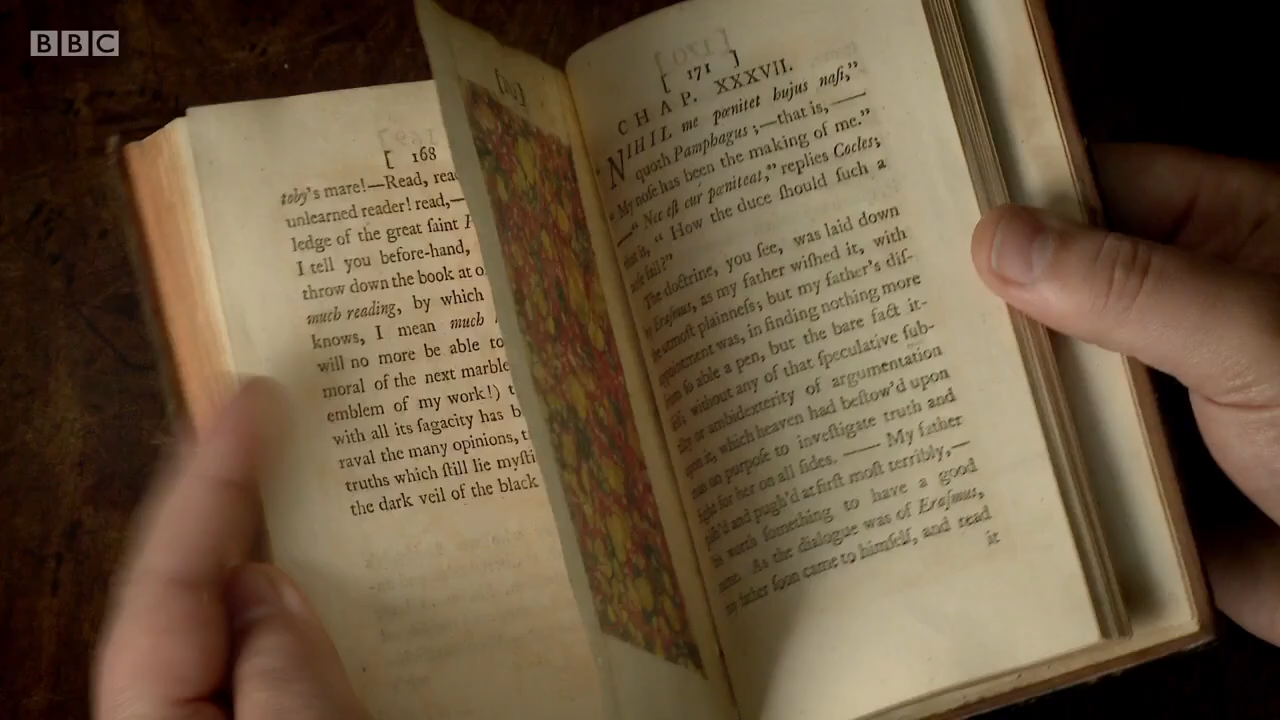 BBC
[ 168
toby's mare!—Read, rea
unlearned reader! read,—
ledge of the great ſaint
I tell you before-hand,
throw down the book at o
much reading, by which
knows, I mean much
will no more be able to
moral of the next marble
emblem of my work!) t
with all its ſagacity has b
raval the many opinions, t
truths which ſtill lie myſti
the dark veil of the black
[ 171 ]
CHAP. XXXVII.
"NIHIL me pœnitet hujus naſi,"
quoth Pamphagus;—that is,——
"My noſe has been the making of me."
—"Nec eſt cur pœniteat," replies Cocles;
that is, "How the duce ſhould ſuch a
noſe fail?"
The doctrine, you ſee, was laid down
by Eraſmus, as my father wiſhed it, with
the utmoſt plainneſs; but my father's diſ-
appointment was, in finding nothing more
from ſo able a pen, but the bare fact it-
ſelf; without any of that ſpeculative ſub-
tilty or ambidexterity of argumentation
upon it, which heaven had beſtow'd upon
man on purpoſe to inveſtigate truth and
fight for her on all ſides.—— My father
piſh'd and pugh'd at firſt moſt terribly,—
'tis worth ſomething to have a good
name. As the dialogue was of Eraſmus,
my father ſoon came to himſelf, and read
it